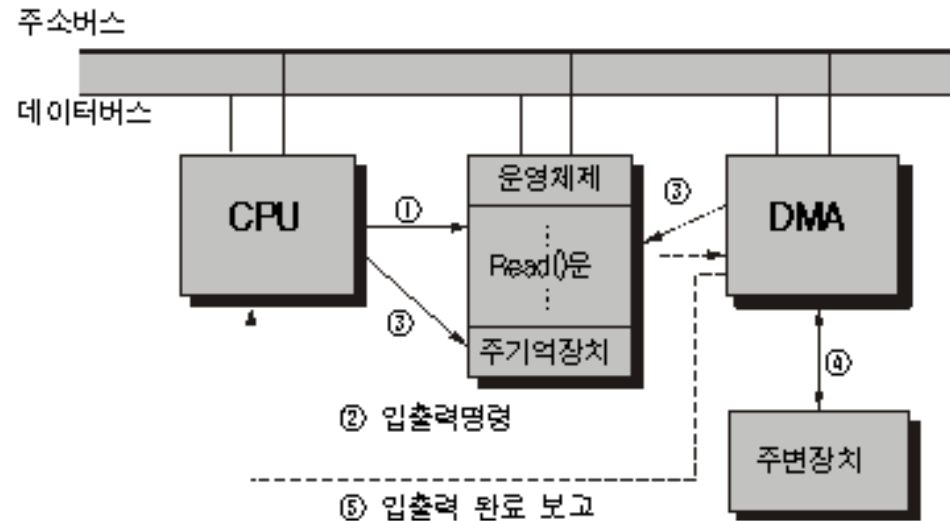 주소버스
데이터버스
CPU
①
③
운영체제
Read()운
주기억장치
③
DMA
④
주변장치
② 입출력명령
⑤ 입출력 완료 보고